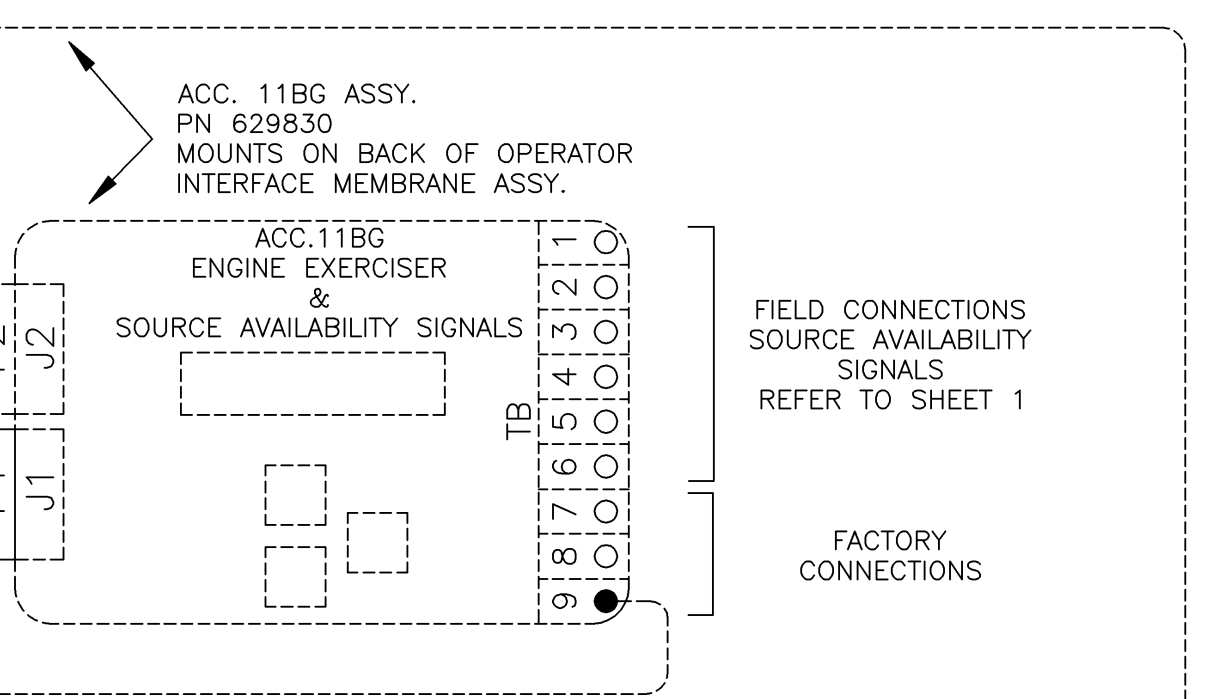 ACC. 11BG ASSY.
PN 629830
MOUNTS ON BACK OF OPERATOR
INTERFACE MEMBRANE ASSY.
ACC.11BG
ENGINE EXERCISER
&
SOURCE AVAILABILITY SIGNALS
J2
J1
TB
1
2
3
4
5
6
7
8
9
FIELD CONNECTIONS
SOURCE AVAILABILITY
SIGNALS
REFER TO SHEET 1
FACTORY
CONNECTIONS